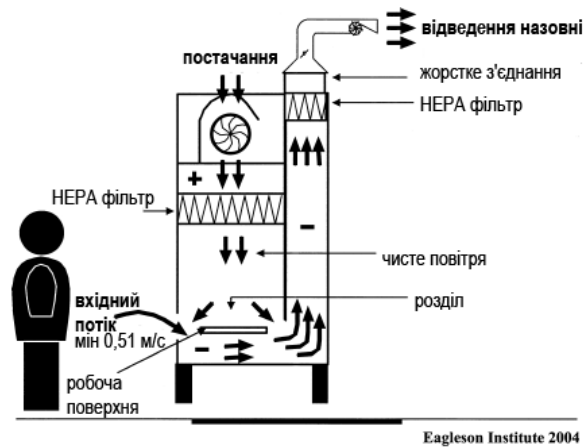 відведення назовні
постачання
жорстке з'єднання
НЕРА фільтр
+
НЕРА фільтр
-
чисте повітря
розділ
вхідний
потік
мін 0,51 м/с
-
робоча
поверхня
Eagleson Institute 2004